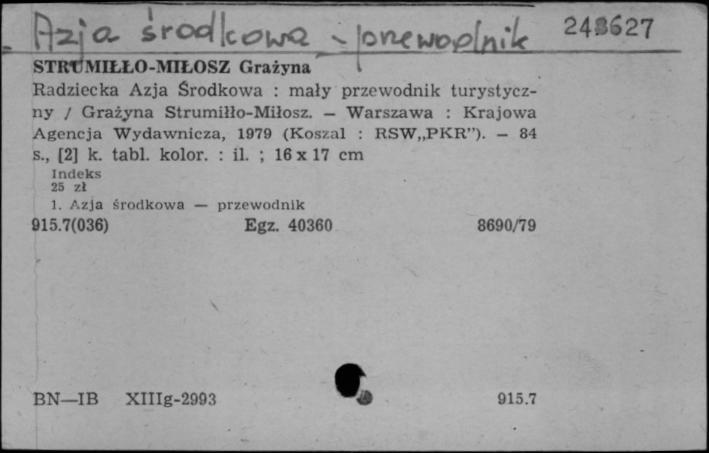 Azja środkowa - przewodnik
243627
STRUMIŁŁO-MIŁOSZ Grażyna
Radziecka Azja Środkowa : mały przewodnik turystycz-
ny / Grażyna Strumiłło-Miłosz. — Warszawa : Krajowa
Agencja Wydawnicza, 1979 (Koszal : RSW„PKR”). — 84
s., [2] k. tabl. kolor. : il. ; 16 x 17 cm
Indeks
25 zł
1. Azja środkowa — przewodnik
915.7(036) Egz. 40360 8690/79
BN—IB XIIIg-2993 915.7